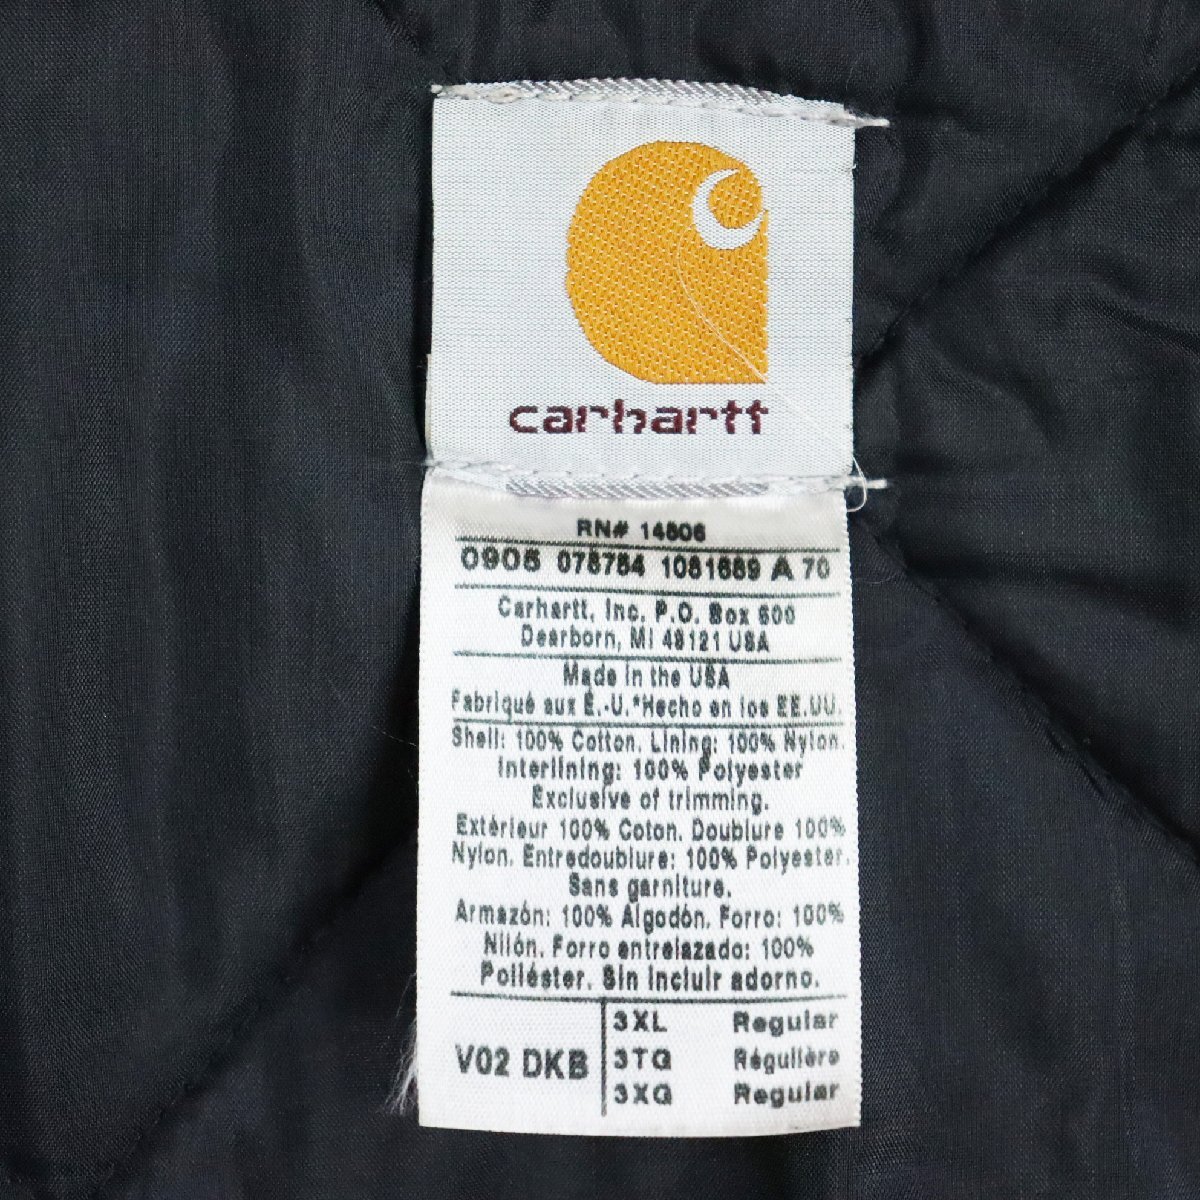 carhartt
RN# 14806
0905 078784 1081689 A 70
Carhartt, Inc. P.O. Box 600
Dearborn, MI 48121 USA
Made in the USA
Fabriqué aux É.-U.*Hecho en los EE.UU.
Shell: 100% Cotton. Lining: 100% Nylon.
Interlining: 100% Polyester
Exclusive of trimming.
Extérieur 100% Coton. Doublure 100%
Nylon. Entredoublure: 100% Polyester.
Sans garniture.
Armazón: 100% Algodón. Forro: 100%
Nilón. Forro entrelazado: 100%
Poliéster. Sin incluir adorno.
V02 DKB
3XL Regular
3TG Régulière
3XG Regular